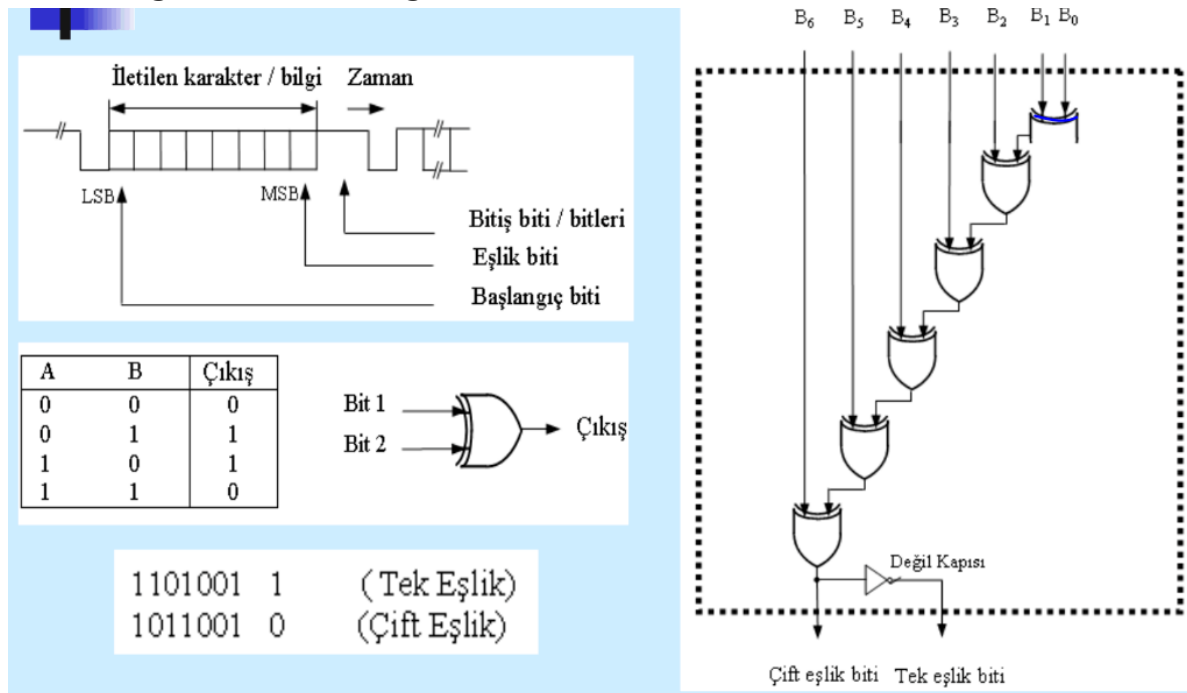 İletilen karakter / bilgi Zaman
LSB MSB
Bitiş biti / bitleri
Eşlik biti
Başlangıç biti
A B Çıkış
0 0 0
0 1 1
1 0 1
1 1 0
Bit 1
Bit 2
Çıkış
1101001 1 (Tek Eşlik)
1011001 0 (Çift Eşlik)
B6 B5 B4 B3 B2 B1 B0
Değil Kapısı
Çift eşlik biti Tek eşlik biti